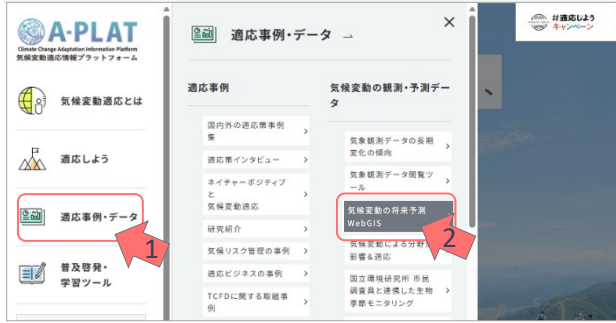 A-PLAT
Climate Change Adaptation Information Platform
気候変動適応情報プラットフォーム
気候変動適応とは
適応しよう
適応事例・データ
1
普及啓発・
学習ツール
適応事例・データ →
×
適応事例
国内外の適応策事例
集
適応策インタビュー
ネイチャーポジティブ
と
気候変動適応
研究紹介
気候リスク管理の事例
適応ビジネスの事例
TCFDに関する取組事
例
気候変動の観測・予測デー
タ
気象観測データの長期
変化の傾向
気象観測データ閲覧ツ
ール
気候変動の将来予測
WebGIS
2
気候変動による分野別
影響&適応
国立環境研究所 市民
調査員と連携した生物
季節モニタリング
#適応しよう
キャンペーン
、